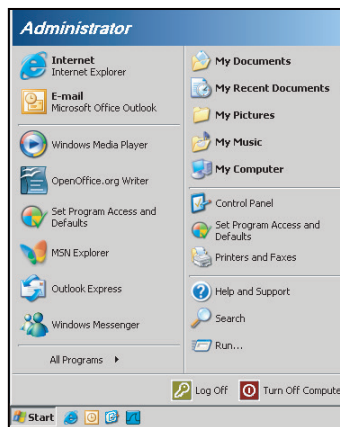 Administrator
Internet
Internet Explorer
E-mail
Microsoft Office Outlook
Windows Media Player
OpenOffice.org Writer
Set Program Access and
Defaults
MSN Explorer
Outlook Express
Windows Messenger
All Programs
My Documents
My Recent Documents
My Pictures
My Music
My Computer
Control Panel
Set Program Access and
Defaults
Printers and Faxes
Help and Support
Search
Run...
Log Off
Turn Off Compute
Start